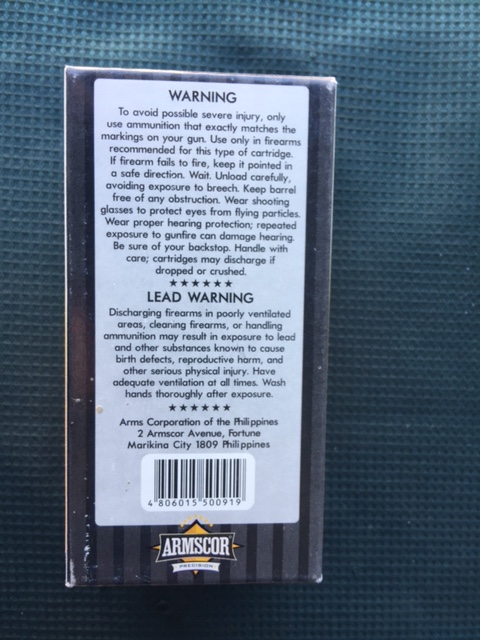 WARNING
To avoid possible severe injury, only
use ammunition that exactly matches the
markings on your gun. Use only in firearms
recommended for this type of cartridge.
If firearm fails to fire, keep it pointed in
a safe direction. Wait. Unload carefully,
avoiding exposure to breech. Keep barrel
free of any obstruction. Wear shooting
glasses to protect eyes from flying particles.
Wear proper hearing protection; repeated
exposure to gunfire can damage hearing.
Be sure of your backstop. Handle with
care; cartridges may discharge if
dropped or crushed.
★★★★★★
LEAD WARNING
Discharging firearms in poorly ventilated
areas, cleaning firearms, or handling
ammunition may result in exposure to lead
and other substances known to cause
birth defects, reproductive harm, and
other serious physical injury. Have
adequate ventilation at all times. Wash
hands thoroughly after exposure.
★★★★★★
Arms Corporation of the Philippines
2 Armscor Avenue, Fortune
Marikina City 1809 Philippines
4 806015 500919
ARMSCOR
PRECISION